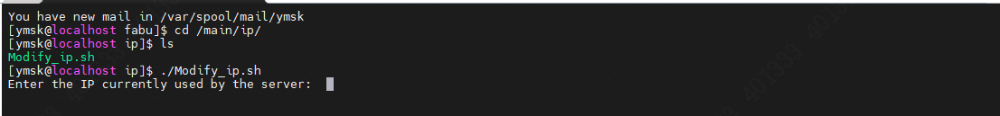 You have new mail in /var/spool/mail/ymsk
[ymsk@localhost fabu]$ cd /main/ip/
[ymsk@localhost ip]$ ls
Modify_ip.sh
[ymsk@localhost ip]$ ./Modify_ip.sh
Enter the IP currently used by the server: